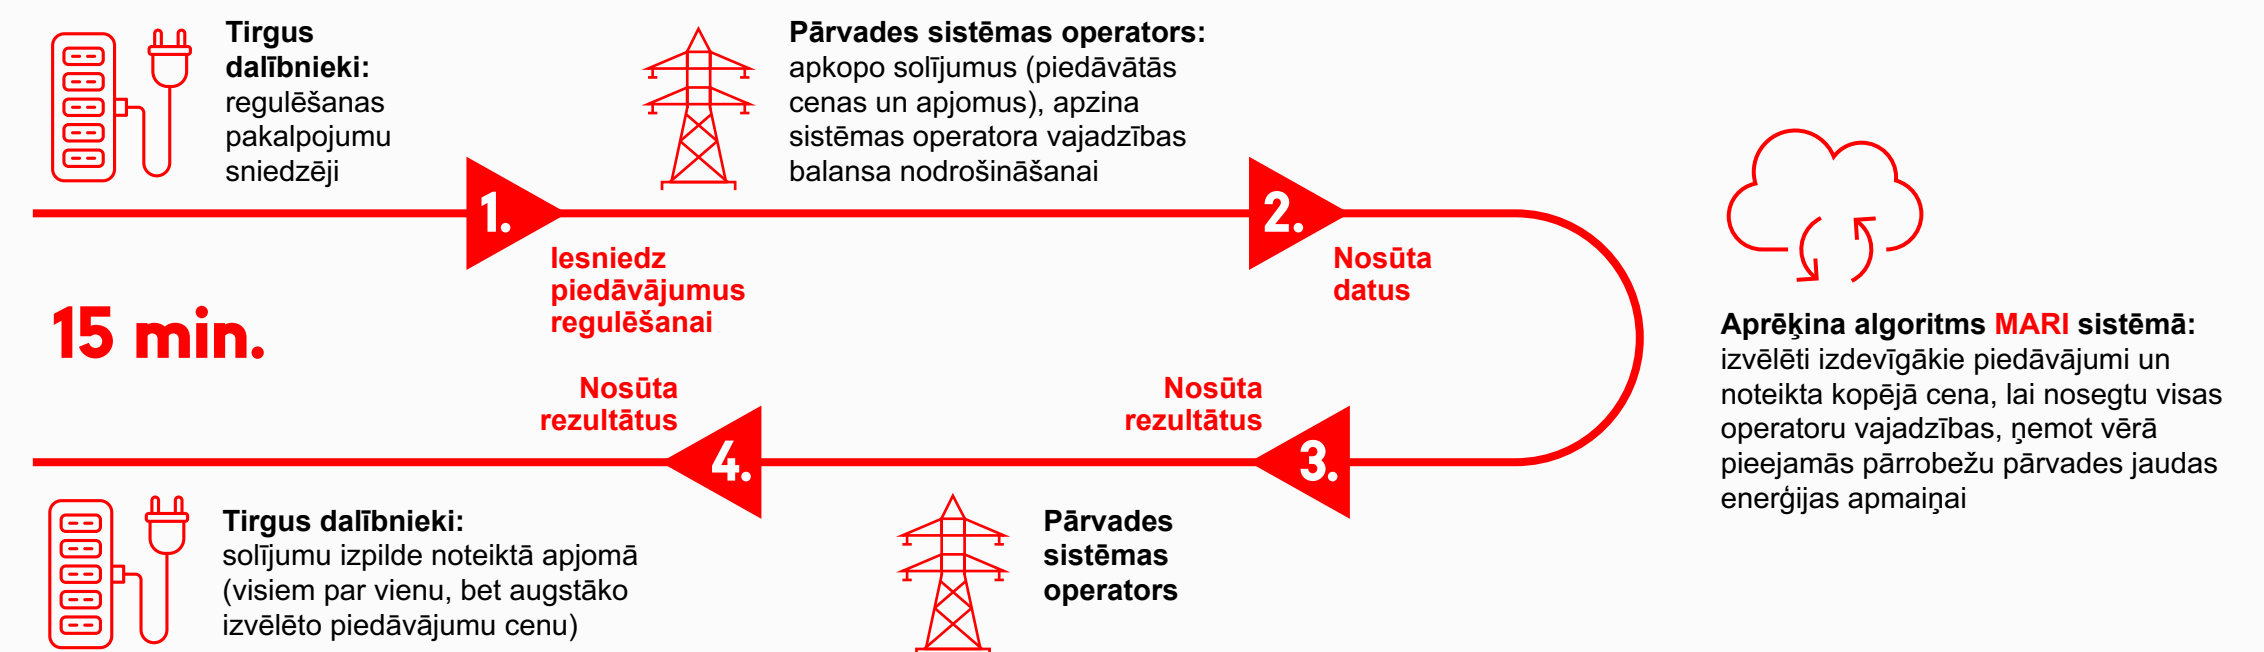 Tirgus
dalībnieki:
regulēšanas
pakalpojumu
sniedzēji
Pārvades sistēmas operators:
apkopo solījumus (piedāvātās
cenas un apjomus), apzina
sistēmas operatora vajadzības
balansa nodrošināšanai
1.
Iesniedz
piedāvājumus
regulēšanai
2.
Nosūta
datus
15 min.
Aprēķina algoritms MARI sistēmā:
izvēlēti izdevīgākie piedāvājumi un
noteikta kopējā cena, lai nosegtu visas
operatoru vajadzības, ņemot vērā
pieejamās pārrobežu pārvades jaudas
enerģijas apmaiņai
Nosūta
rezultātus
3.
Pārvades
sistēmas
operators
Nosūta
rezultātus
4.
Tirgus dalībnieki:
solījumu izpilde noteiktā apjomā
(visiem par vienu, bet augstāko
izvēlēto piedāvājumu cenu)